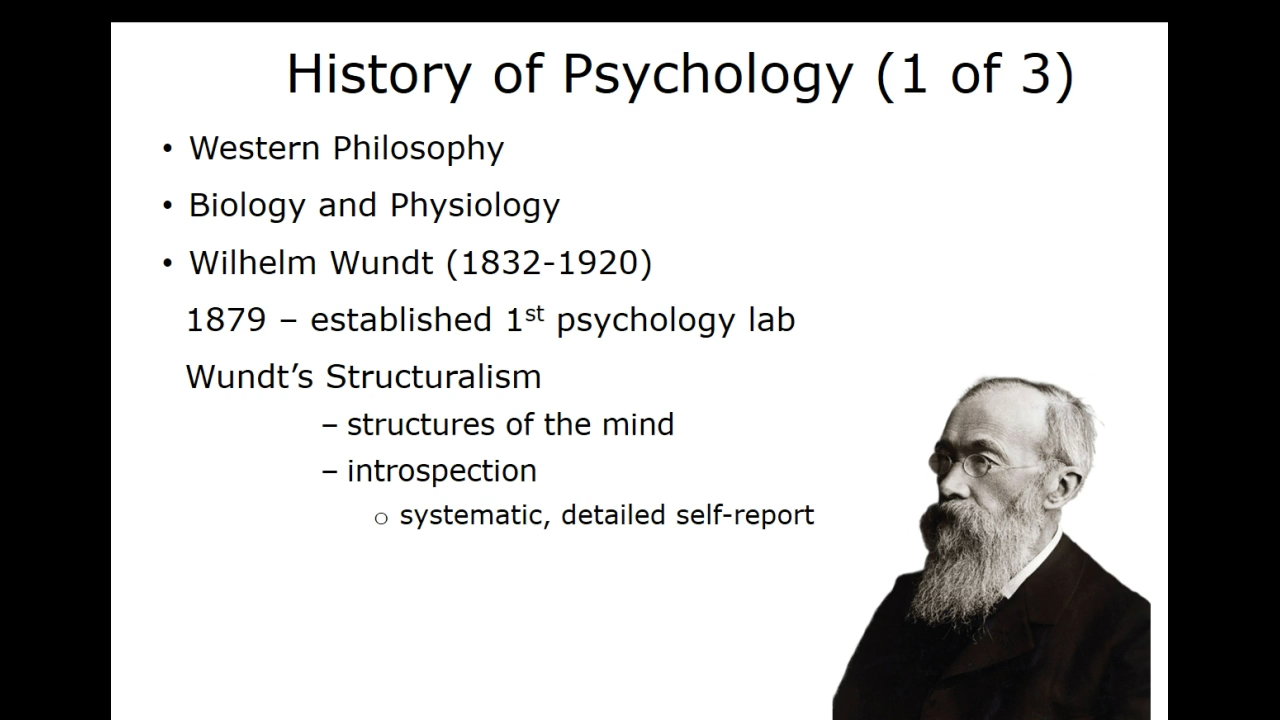 History of Psychology (1 of 3)
• Western Philosophy
• Biology and Physiology
• Wilhelm Wundt (1832-1920)
1879 – established 1st psychology lab
Wundt’s Structuralism
– structures of the mind
– introspection
○ systematic, detailed self-report